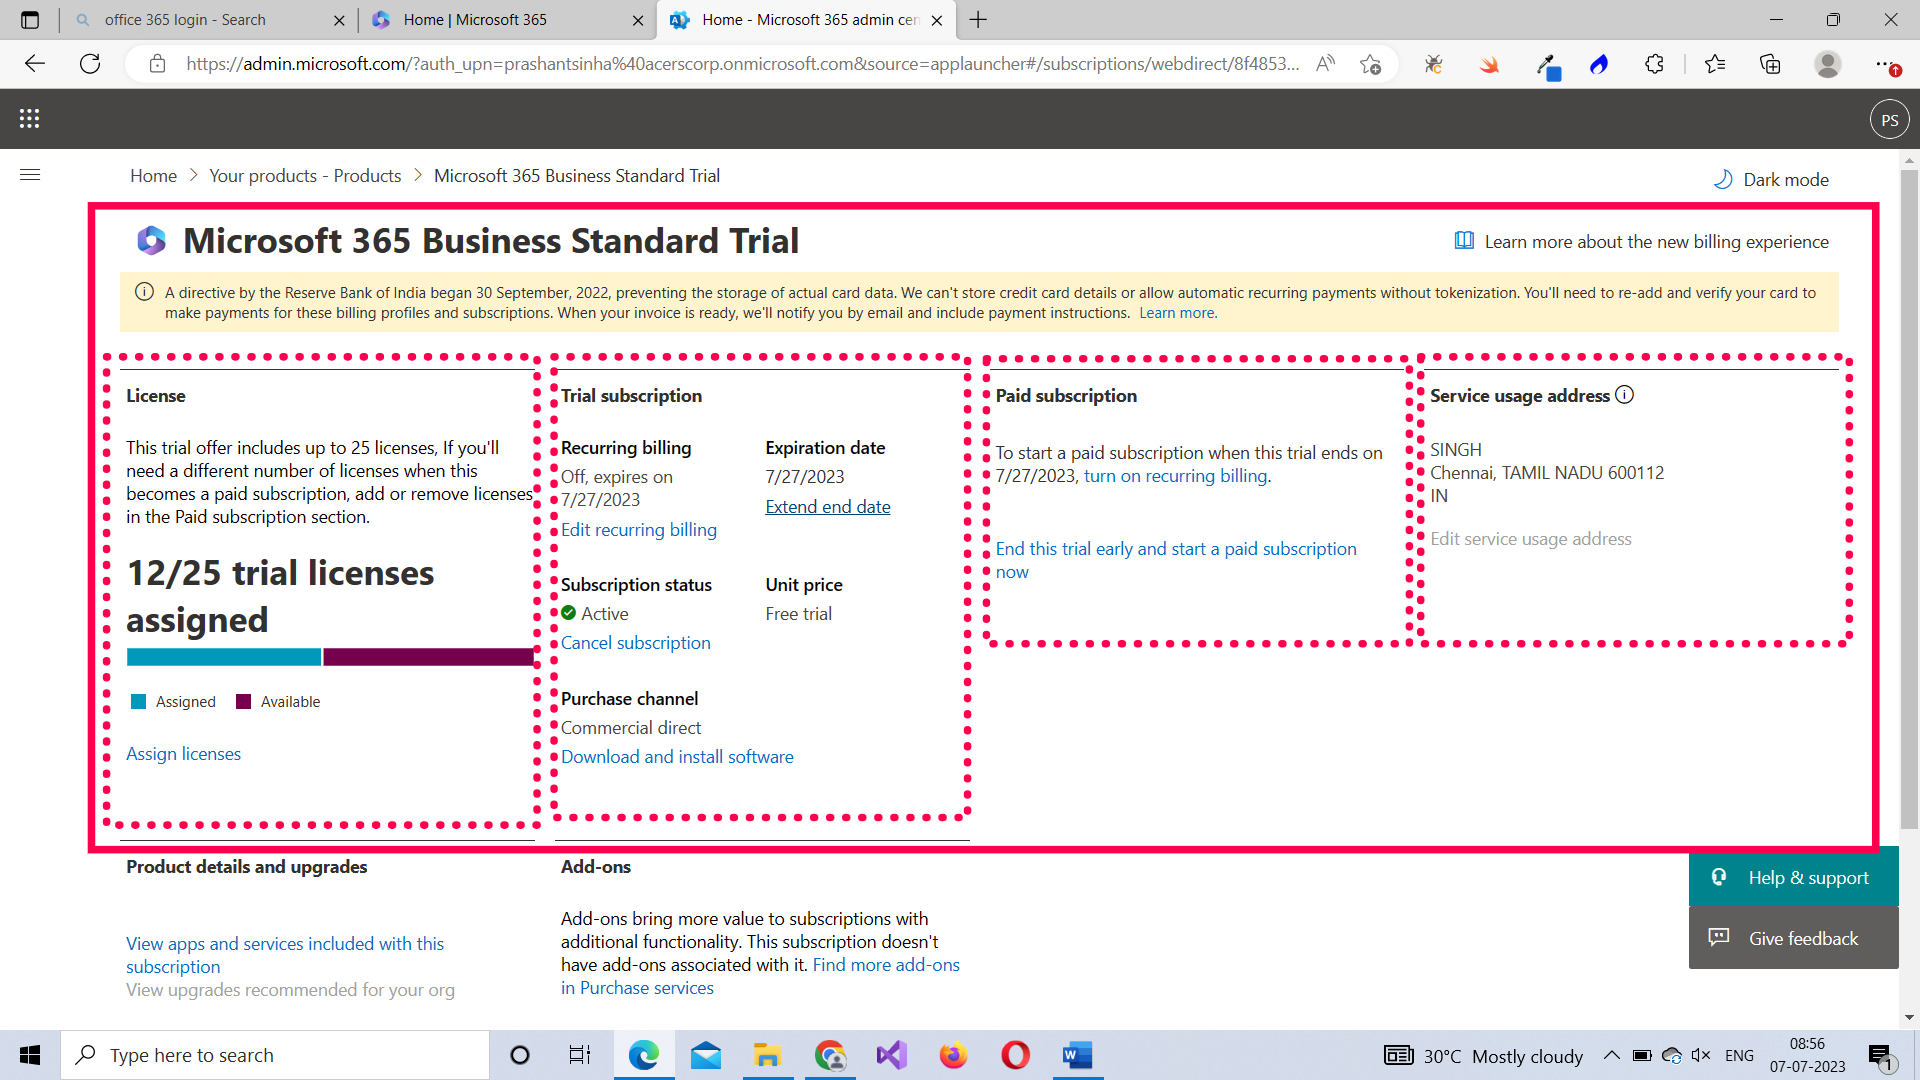 office 365 login - Search
Home | Microsoft 365
Home - Microsoft 365 admin cen
https://admin.microsoft.com/?auth_upn=prashantsinha%40acerscorp.onmicrosoft.com&source=applauncher#/subscriptions/webdirect/8f4853...
PS
Home > Your products - Products > Microsoft 365 Business Standard Trial
Dark mode
Microsoft 365 Business Standard Trial
Learn more about the new billing experience
A directive by the Reserve Bank of India began 30 September, 2022, preventing the storage of actual card data. We can't store credit card details or allow automatic recurring payments without tokenization. You'll need to re-add and verify your card to
make payments for these billing profiles and subscriptions. When your invoice is ready, we'll notify you by email and include payment instructions. Learn more.
License
This trial offer includes up to 25 licenses, If you'll
need a different number of licenses when this
becomes a paid subscription, add or remove licenses
in the Paid subscription section.
12/25 trial licenses
assigned
Assigned Available
Assign licenses
Trial subscription
Recurring billing
Off, expires on
7/27/2023
Edit recurring billing
Expiration date
7/27/2023
Extend end date
Subscription status
Active
Cancel subscription
Unit price
Free trial
Purchase channel
Commercial direct
Download and install software
Paid subscription
To start a paid subscription when this trial ends on
7/27/2023, turn on recurring billing.
End this trial early and start a paid subscription
now
Service usage address
SINGH
Chennai, TAMIL NADU 600112
IN
Edit service usage address
Product details and upgrades
View apps and services included with this
subscription
View upgrades recommended for your org
Add-ons
Add-ons bring more value to subscriptions with
additional functionality. This subscription doesn't
have add-ons associated with it. Find more add-ons
in Purchase services
Help & support
Give feedback
Type here to search
30°C Mostly cloudy
ENG
08:56
07-07-2023
1